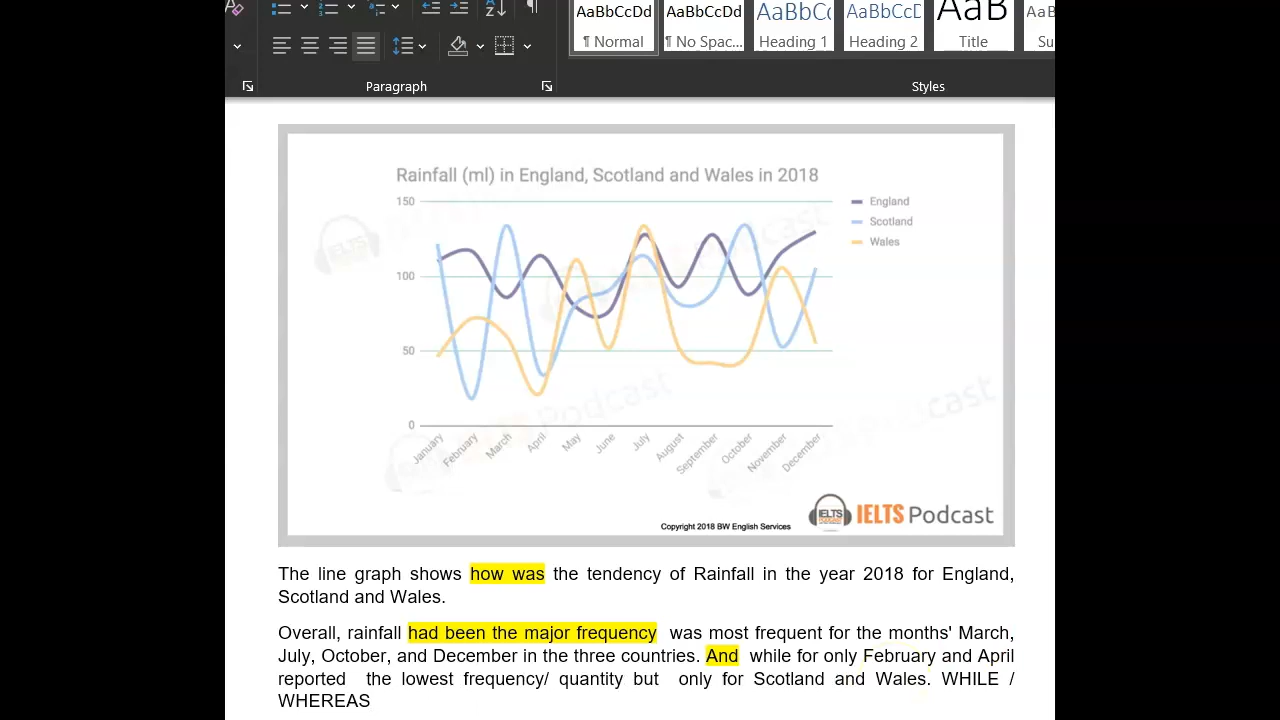 AaBbCcDd AaBbCcDd AaBbCc AaBbCcD AaB
¶ Normal ¶ No Spac... Heading 1 Heading 2 Title Su
Paragraph Styles
Rainfall (ml) in England, Scotland and Wales in 2018
150
100
50
0
England
Scotland
Wales
January February March April May June July August September October November December
Copyright 2018 BW English Services
IELTS Podcast
The line graph shows how was the tendency of Rainfall in the year 2018 for England,
Scotland and Wales.
Overall, rainfall had been the major frequency was most frequent for the months' March,
July, October, and December in the three countries. And while for only February and April
reported the lowest frequency/ quantity but only for Scotland and Wales. WHILE /
WHEREAS